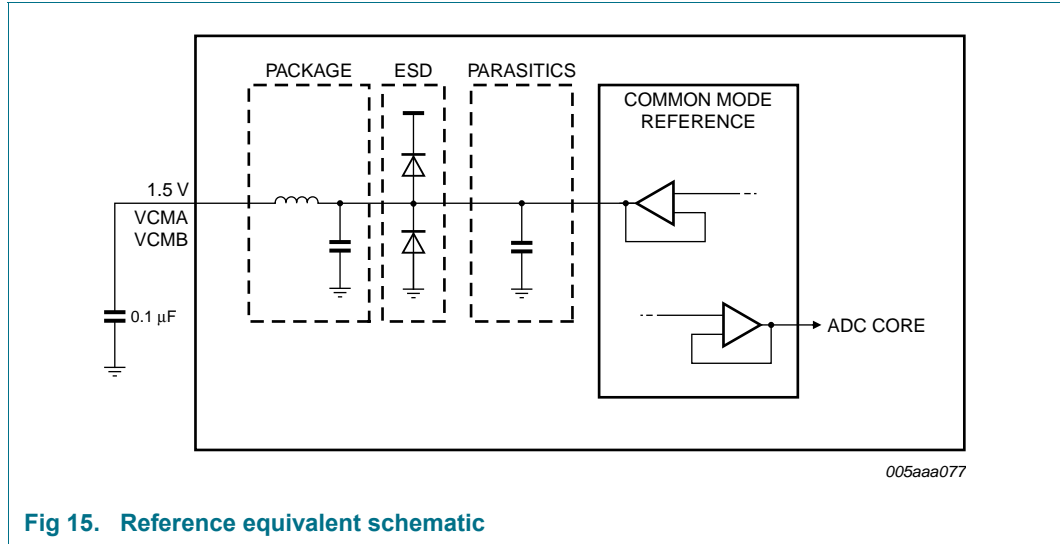 PACKAGE
ESD
PARASITICS
COMMON MODE
REFERENCE
1.5 V
VCMA
VCMB
0.1 μF
ADC CORE
005aaa077
Fig 15. Reference equivalent schematic